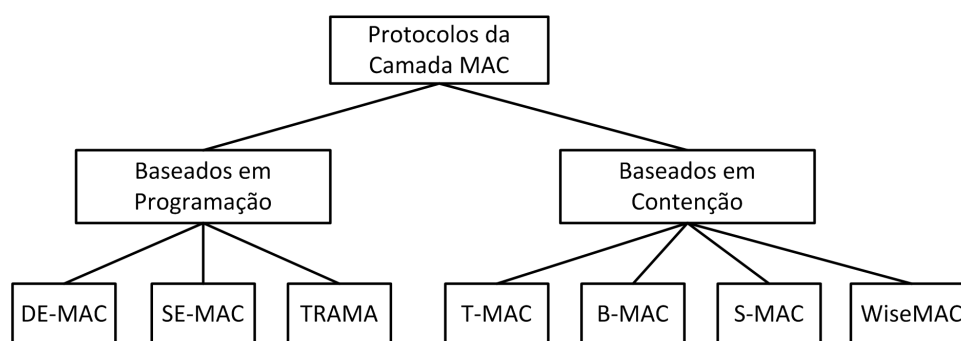 Protocolos da
Camada MAC
Baseados em
Programação
Baseados em
Contenção
DE-MAC
SE-MAC
TRAMA
T-MAC
B-MAC
S-MAC
WiseMAC